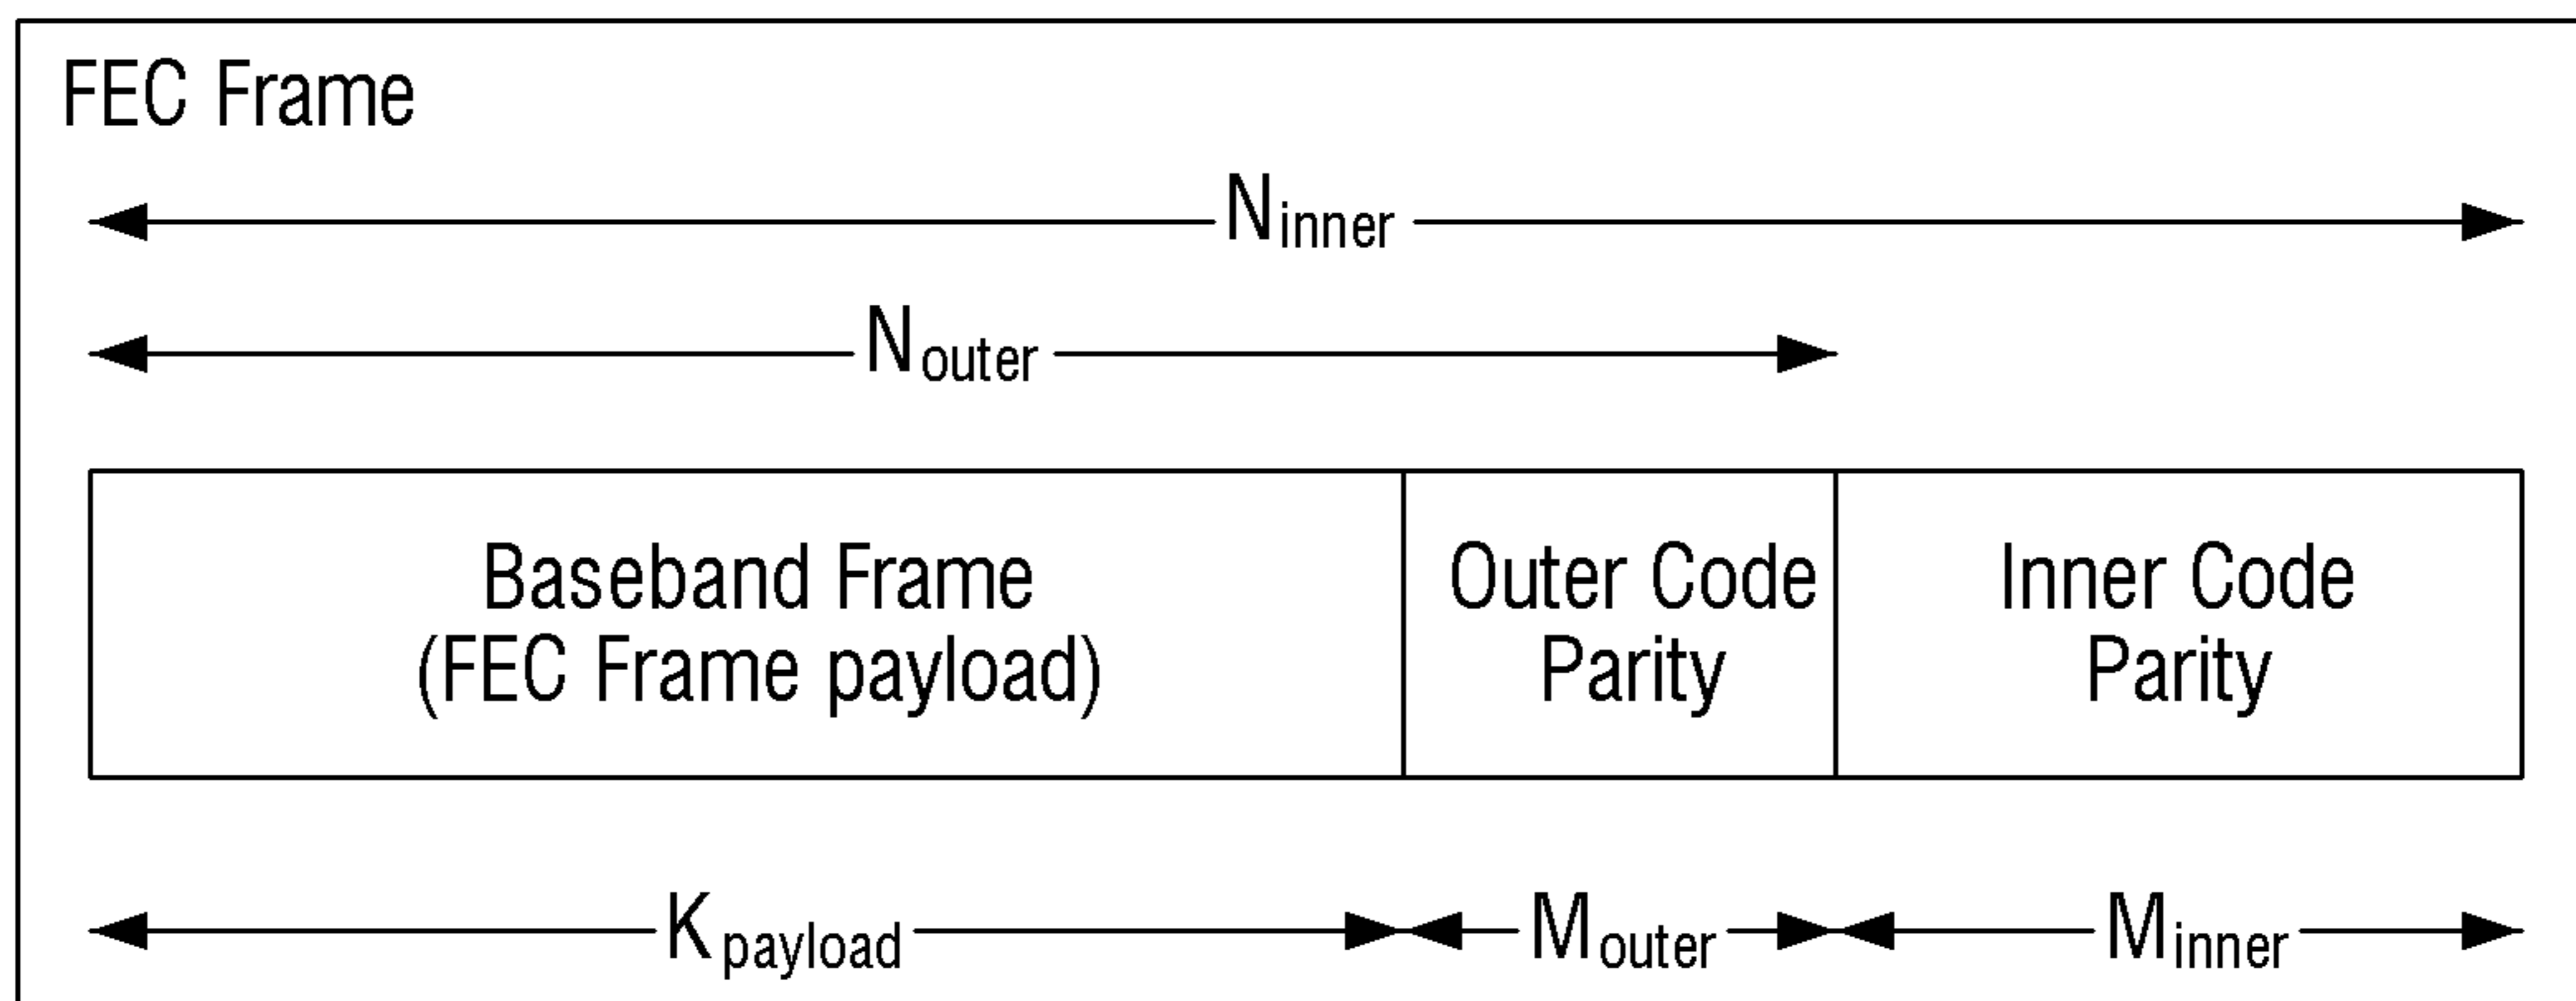 FEC Frame
Ninner
Nouter
Baseband Frame
(FEC Frame payload)
Outer Code
Parity
Inner Code
Parity
Kpayload
Mouter
Minner